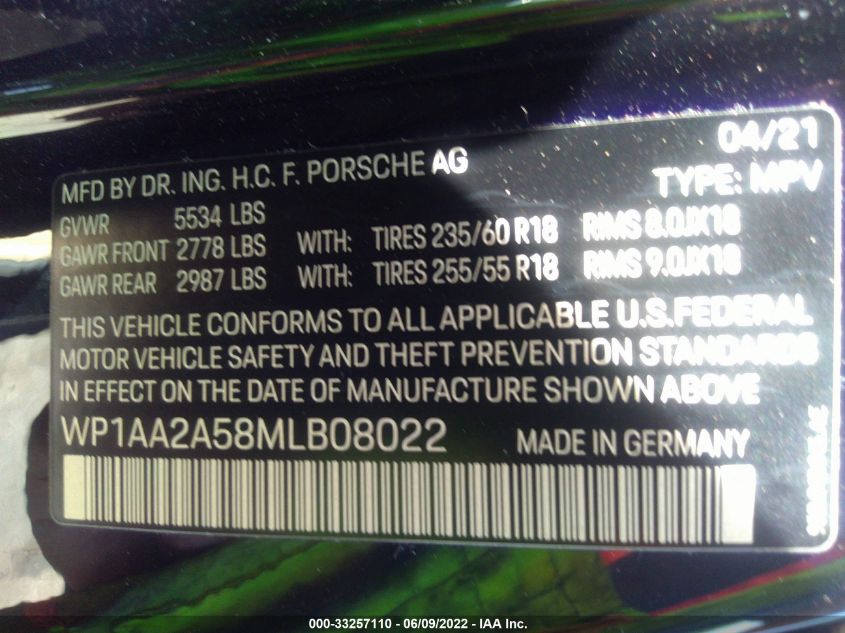 04/21
MFD BY DR. ING. H.C. F. PORSCHE AG TYPE: MPV
GVWR 5534 LBS
GAWR FRONT 2778 LBS WITH: TIRES 235/60 R18 RIMS 8.0JX18
GAWR REAR 2987 LBS WITH: TIRES 255/55 R18 RIMS 9.0JX18
THIS VEHICLE CONFORMS TO ALL APPLICABLE U.S.FEDERAL
MOTOR VEHICLE SAFETY AND THEFT PREVENTION STANDARDS
IN EFFECT ON THE DATE OF MANUFACTURE SHOWN ABOVE
WP1AA2A58MLB08022 MADE IN GERMANY
000-33257110 - 06/09/2022 - IAA Inc.